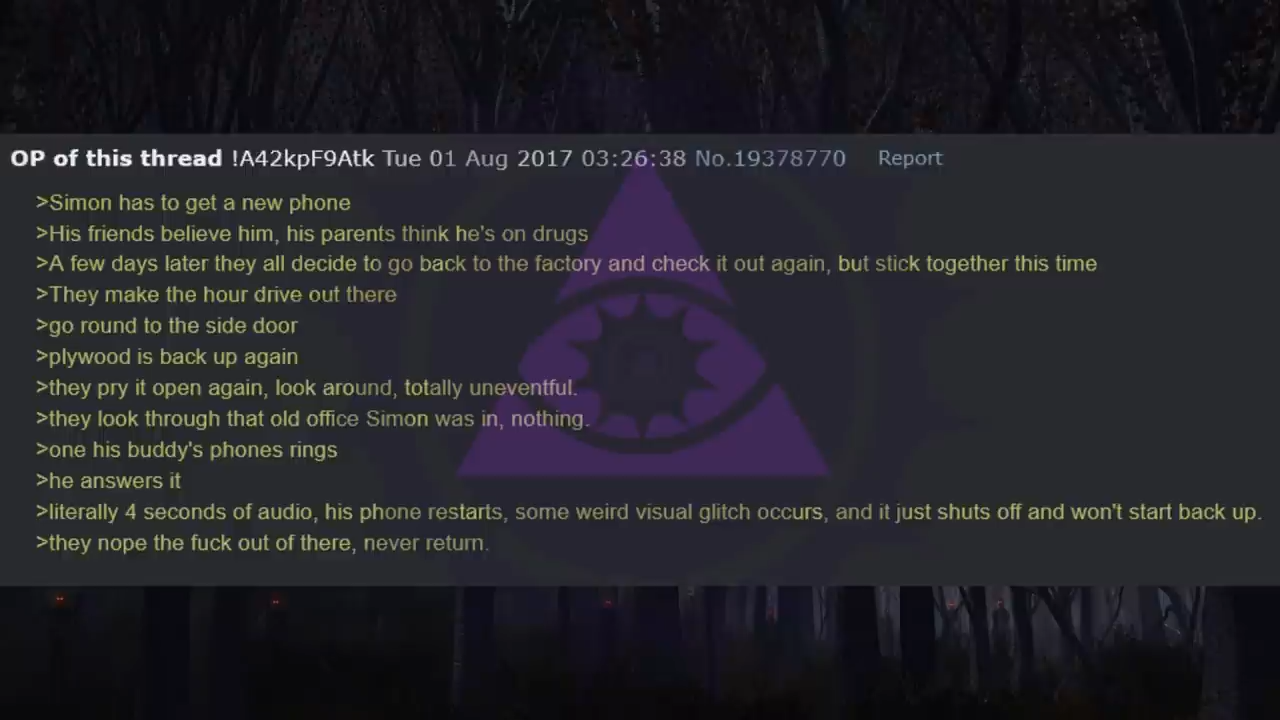 OP of this thread !A42kpF9Atk Tue 01 Aug 2017 03:26:38 No.19378770 Report
>Simon has to get a new phone
>His friends believe him, his parents think he's on drugs
>A few days later they all decide to go back to the factory and check it out again, but stick together this time
>They make the hour drive out there
>go round to the side door
>plywood is back up again
>they pry it open again, look around, totally uneventful.
>they look through that old office Simon was in, nothing.
>one his buddy's phones rings
>he answers it
>literally 4 seconds of audio, his phone restarts, some weird visual glitch occurs, and it just shuts off and won't start back up.
>they nope the fuck out of there, never return.